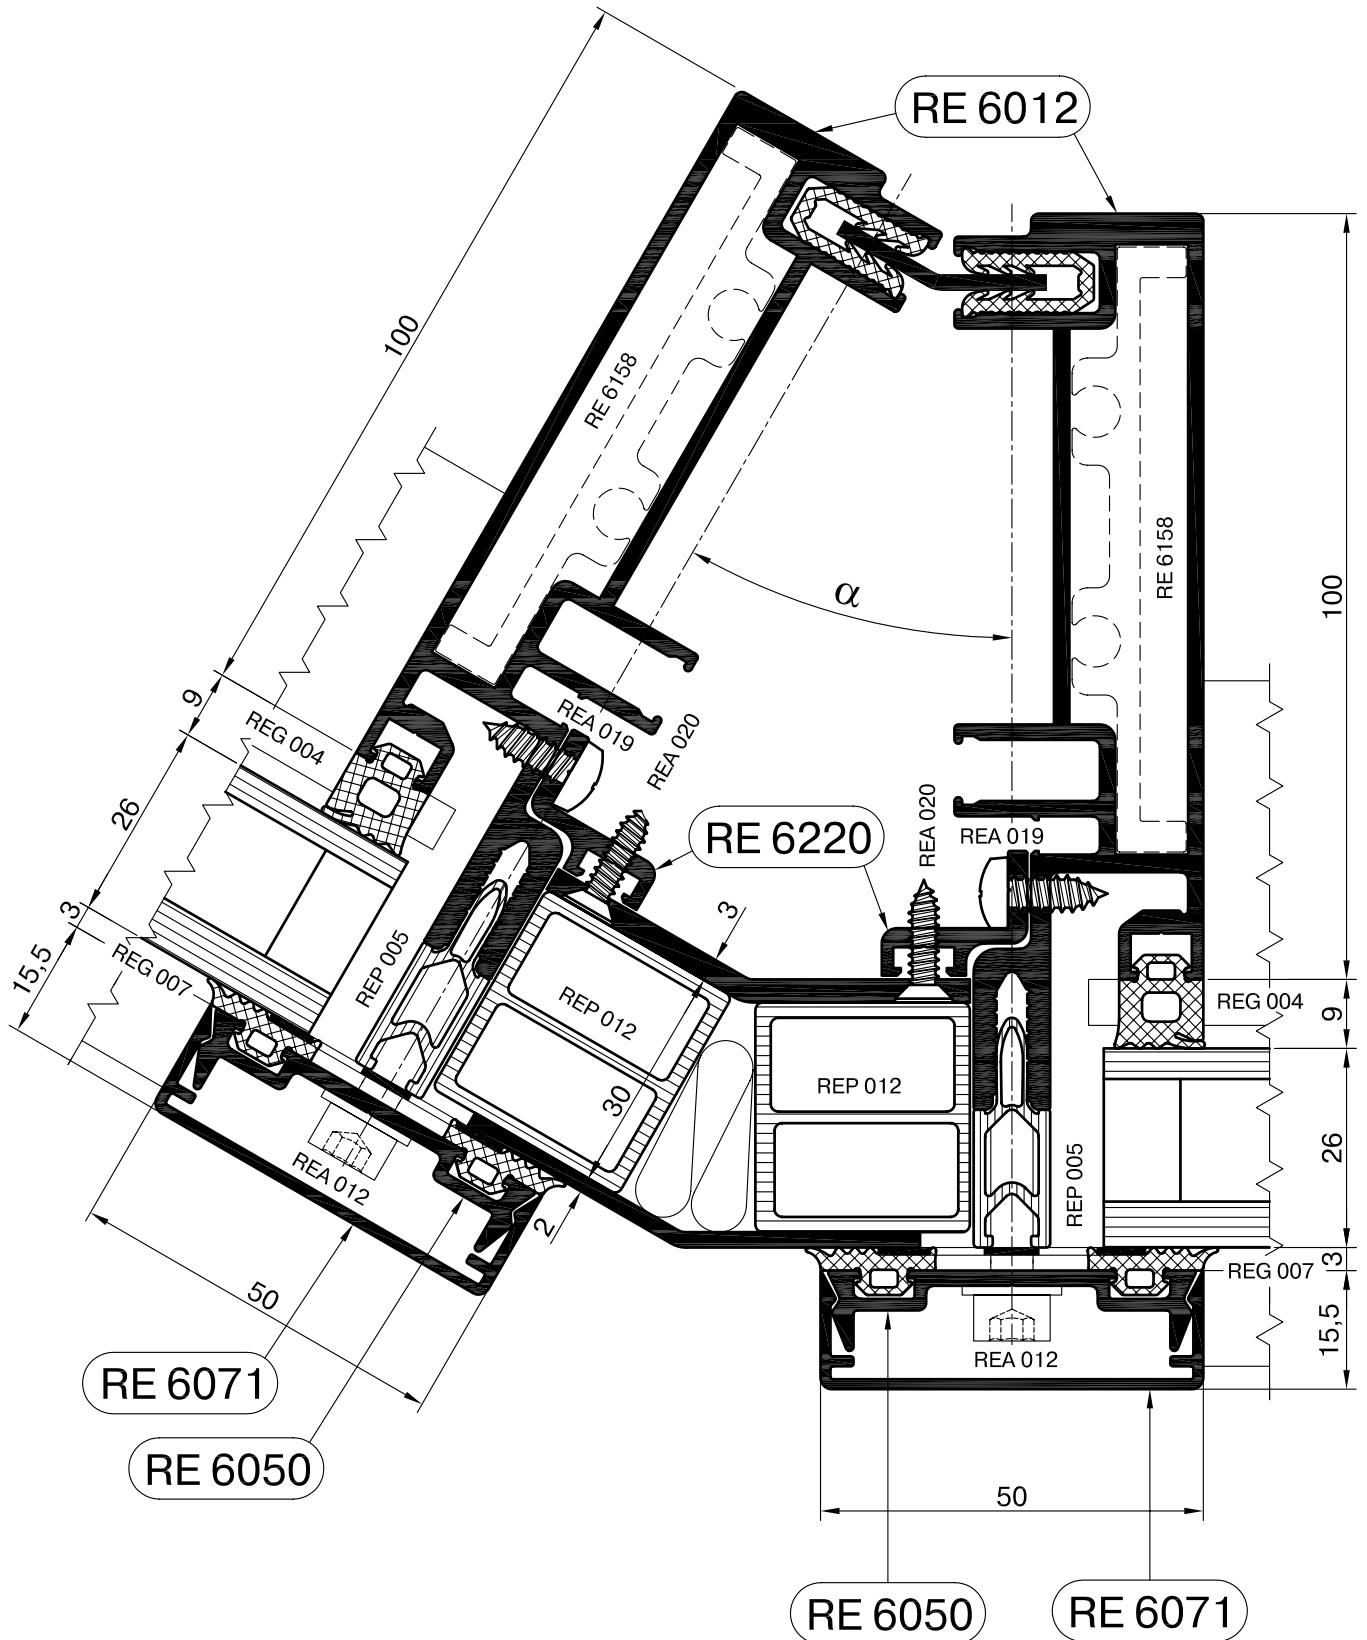 RE 6012
100
RE 6158
RE 6158
α
100
9
REG 004
REA 019
REA 020
26
RE 6220
REA 020
REA 019
3
3
15,5
REG 007
REP 005
REP 012
REG 004
9
30
REP 012
26
REA 012
REP 005
2
3
REG 007
50
15,5
REA 012
RE 6071
RE 6050
50
RE 6050
RE 6071